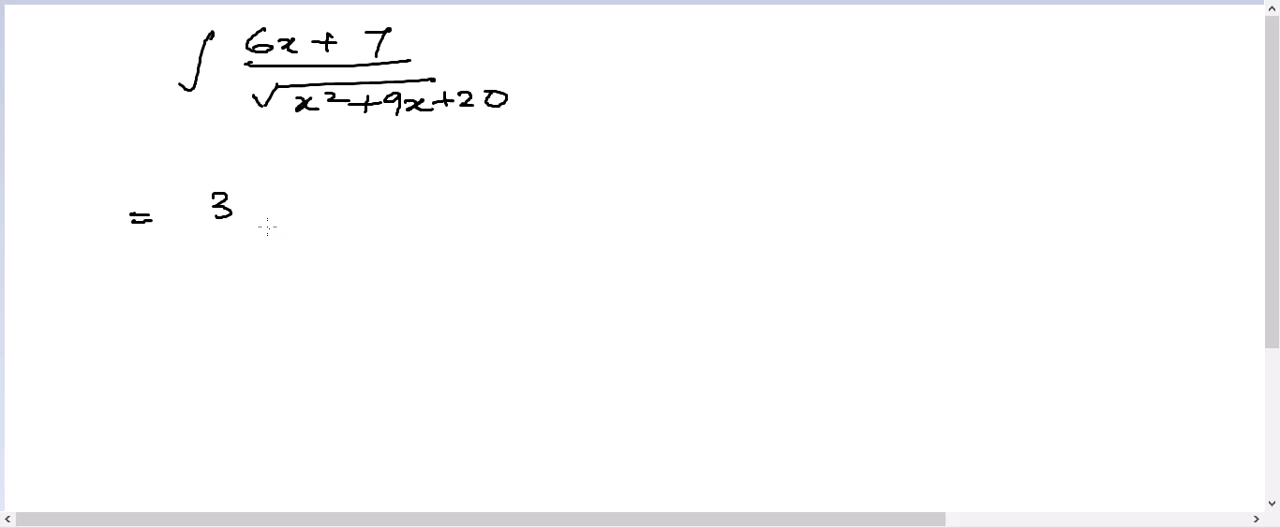 ∫ (6x + 7) / √(x²+9x+20)
= 3